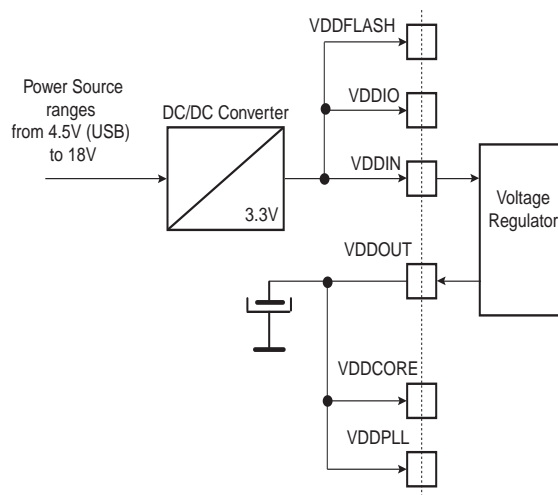 VDDFLASH
Power Source
ranges
from 4.5V (USB)
to 18V
DC/DC Converter
VDDIO
VDDIN
3.3V
Voltage
Regulator
VDDOUT
VDDCORE
VDDPLL